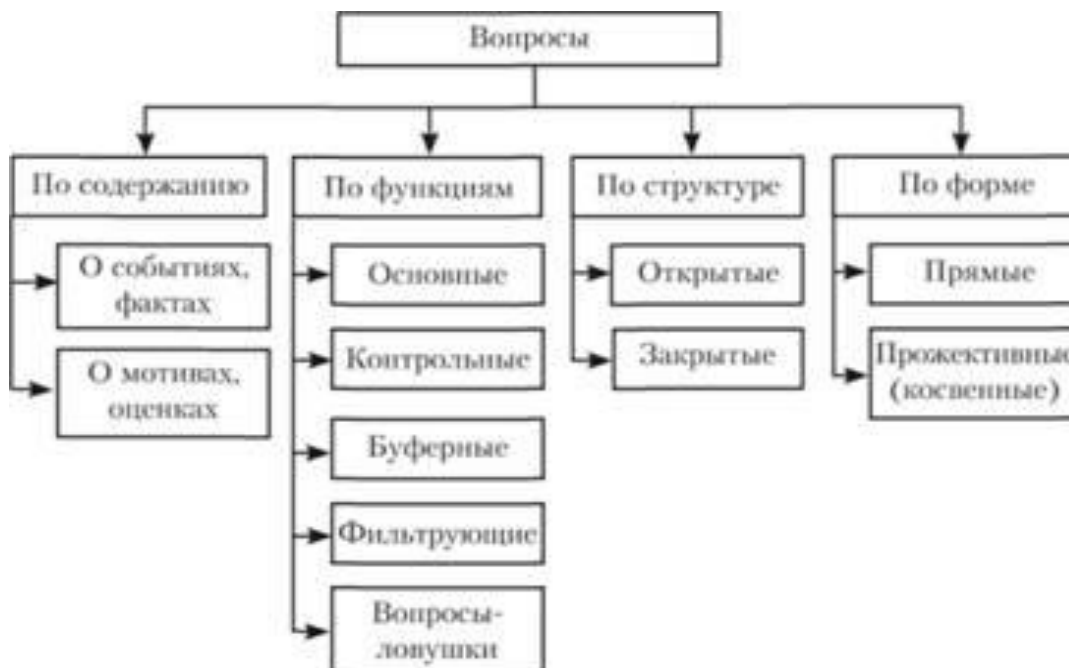 Вопросы
По содержанию
О событиях,
фактах
О мотивах,
оценках
По функциям
Основные
Контрольные
Буферные
Фильтрующие
Вопросы-
ловушки
По структуре
Открытые
Закрытые
По форме
Прямые
Прожективные
(косвенные)